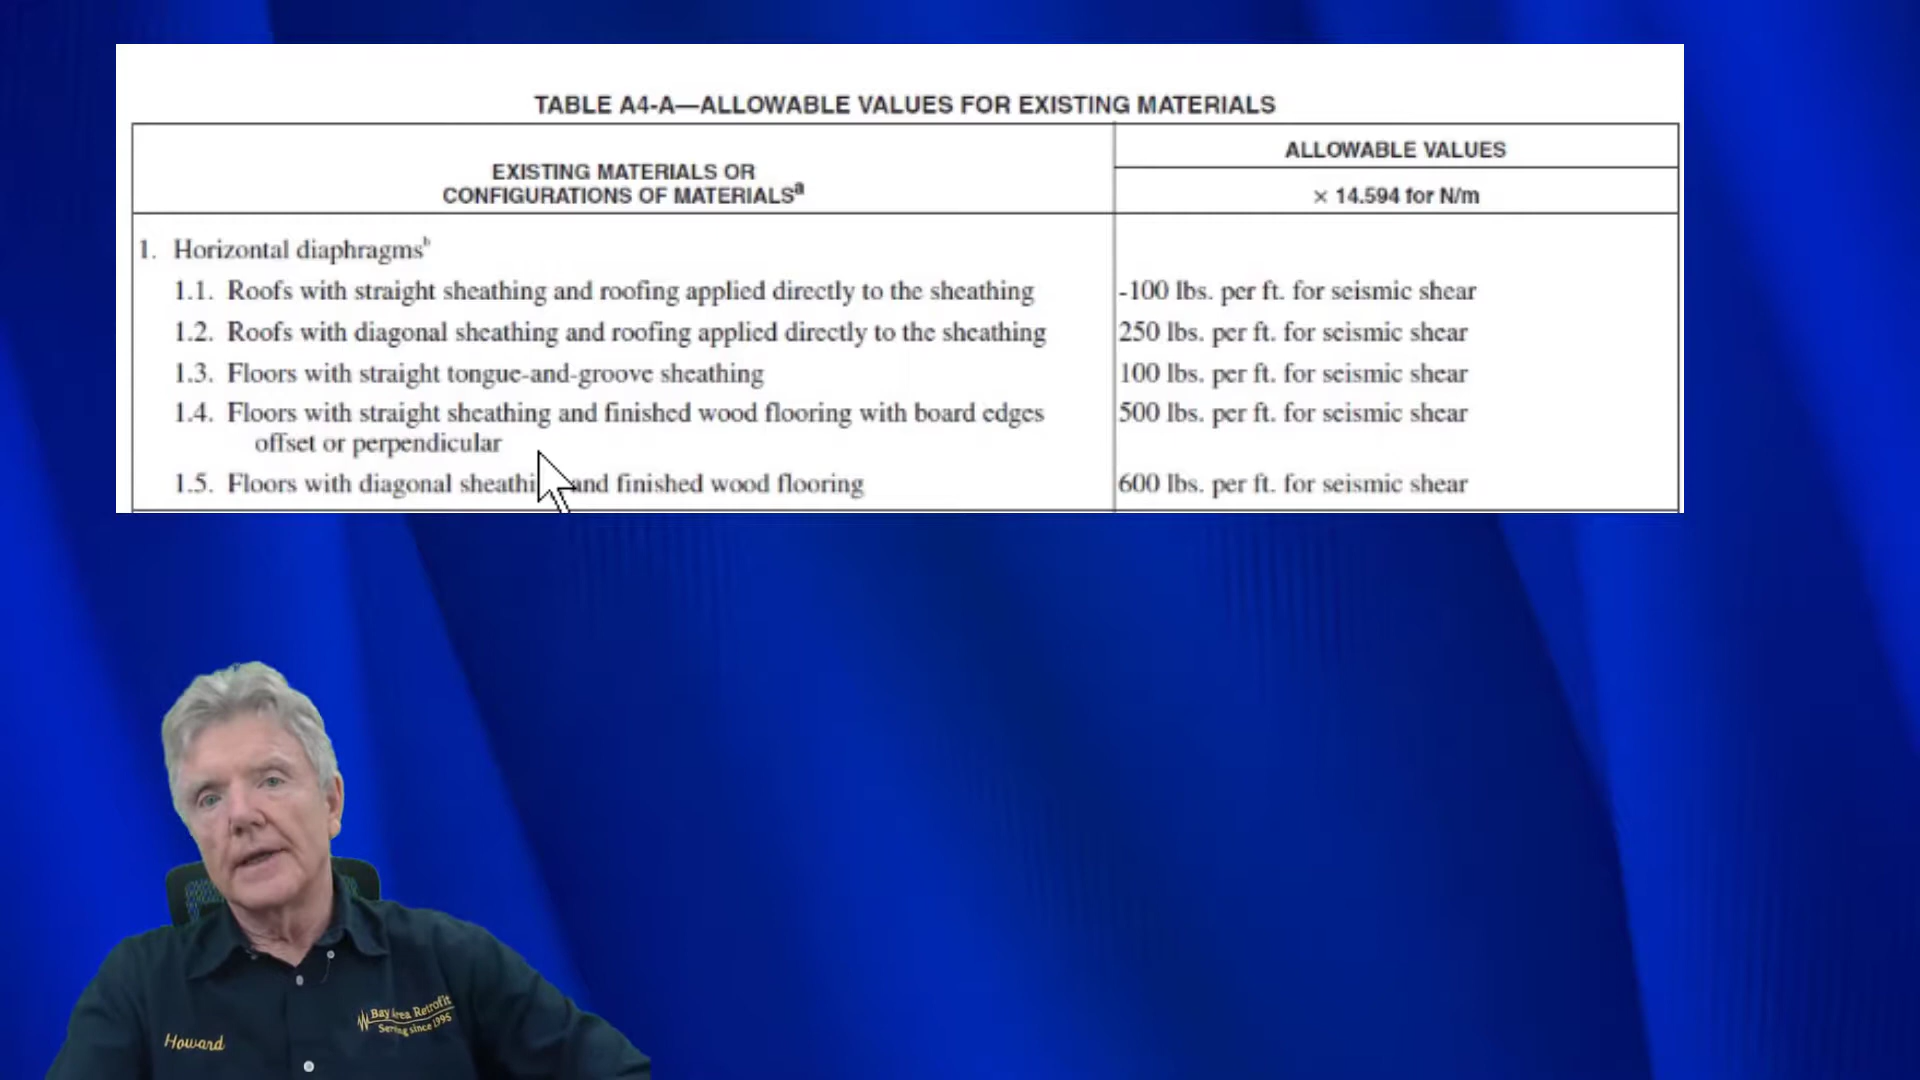 TABLE A4-A—ALLOWABLE VALUES FOR EXISTING MATERIALS
EXISTING MATERIALS OR
CONFIGURATIONS OF MATERIALSᵃ
ALLOWABLE VALUES
× 14.594 for N/m
1. Horizontal diaphragmsᵇ
1.1. Roofs with straight sheathing and roofing applied directly to the sheathing -100 lbs. per ft. for seismic shear
1.2. Roofs with diagonal sheathing and roofing applied directly to the sheathing 250 lbs. per ft. for seismic shear
1.3. Floors with straight tongue-and-groove sheathing 100 lbs. per ft. for seismic shear
1.4. Floors with straight sheathing and finished wood flooring with board edges 500 lbs. per ft. for seismic shear
offset or perpendicular
1.5. Floors with diagonal sheathi and finished wood flooring 600 lbs. per ft. for seismic shear
Bay Area Retrofit
Serving since 1995
Howard